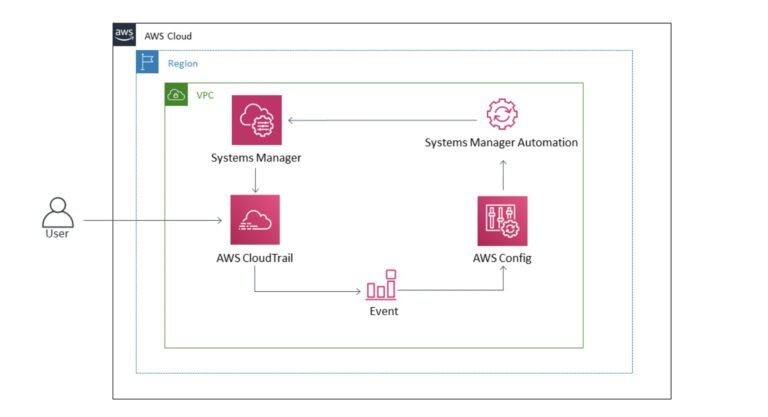 aws
AWS Cloud
Region
VPC
Systems Manager
Systems Manager Automation
User
AWS CloudTrail
AWS Config
Event